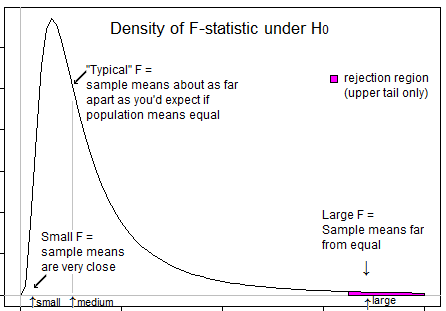 Density of F-statistic under H0
"Typical" F =
sample means about as far
apart as you'd expect if
population means equal
rejection region
(upper tail only)
Small F =
sample means
are very close
Large F =
Sample means far
from equal
↓
↑small
↑medium
↑large